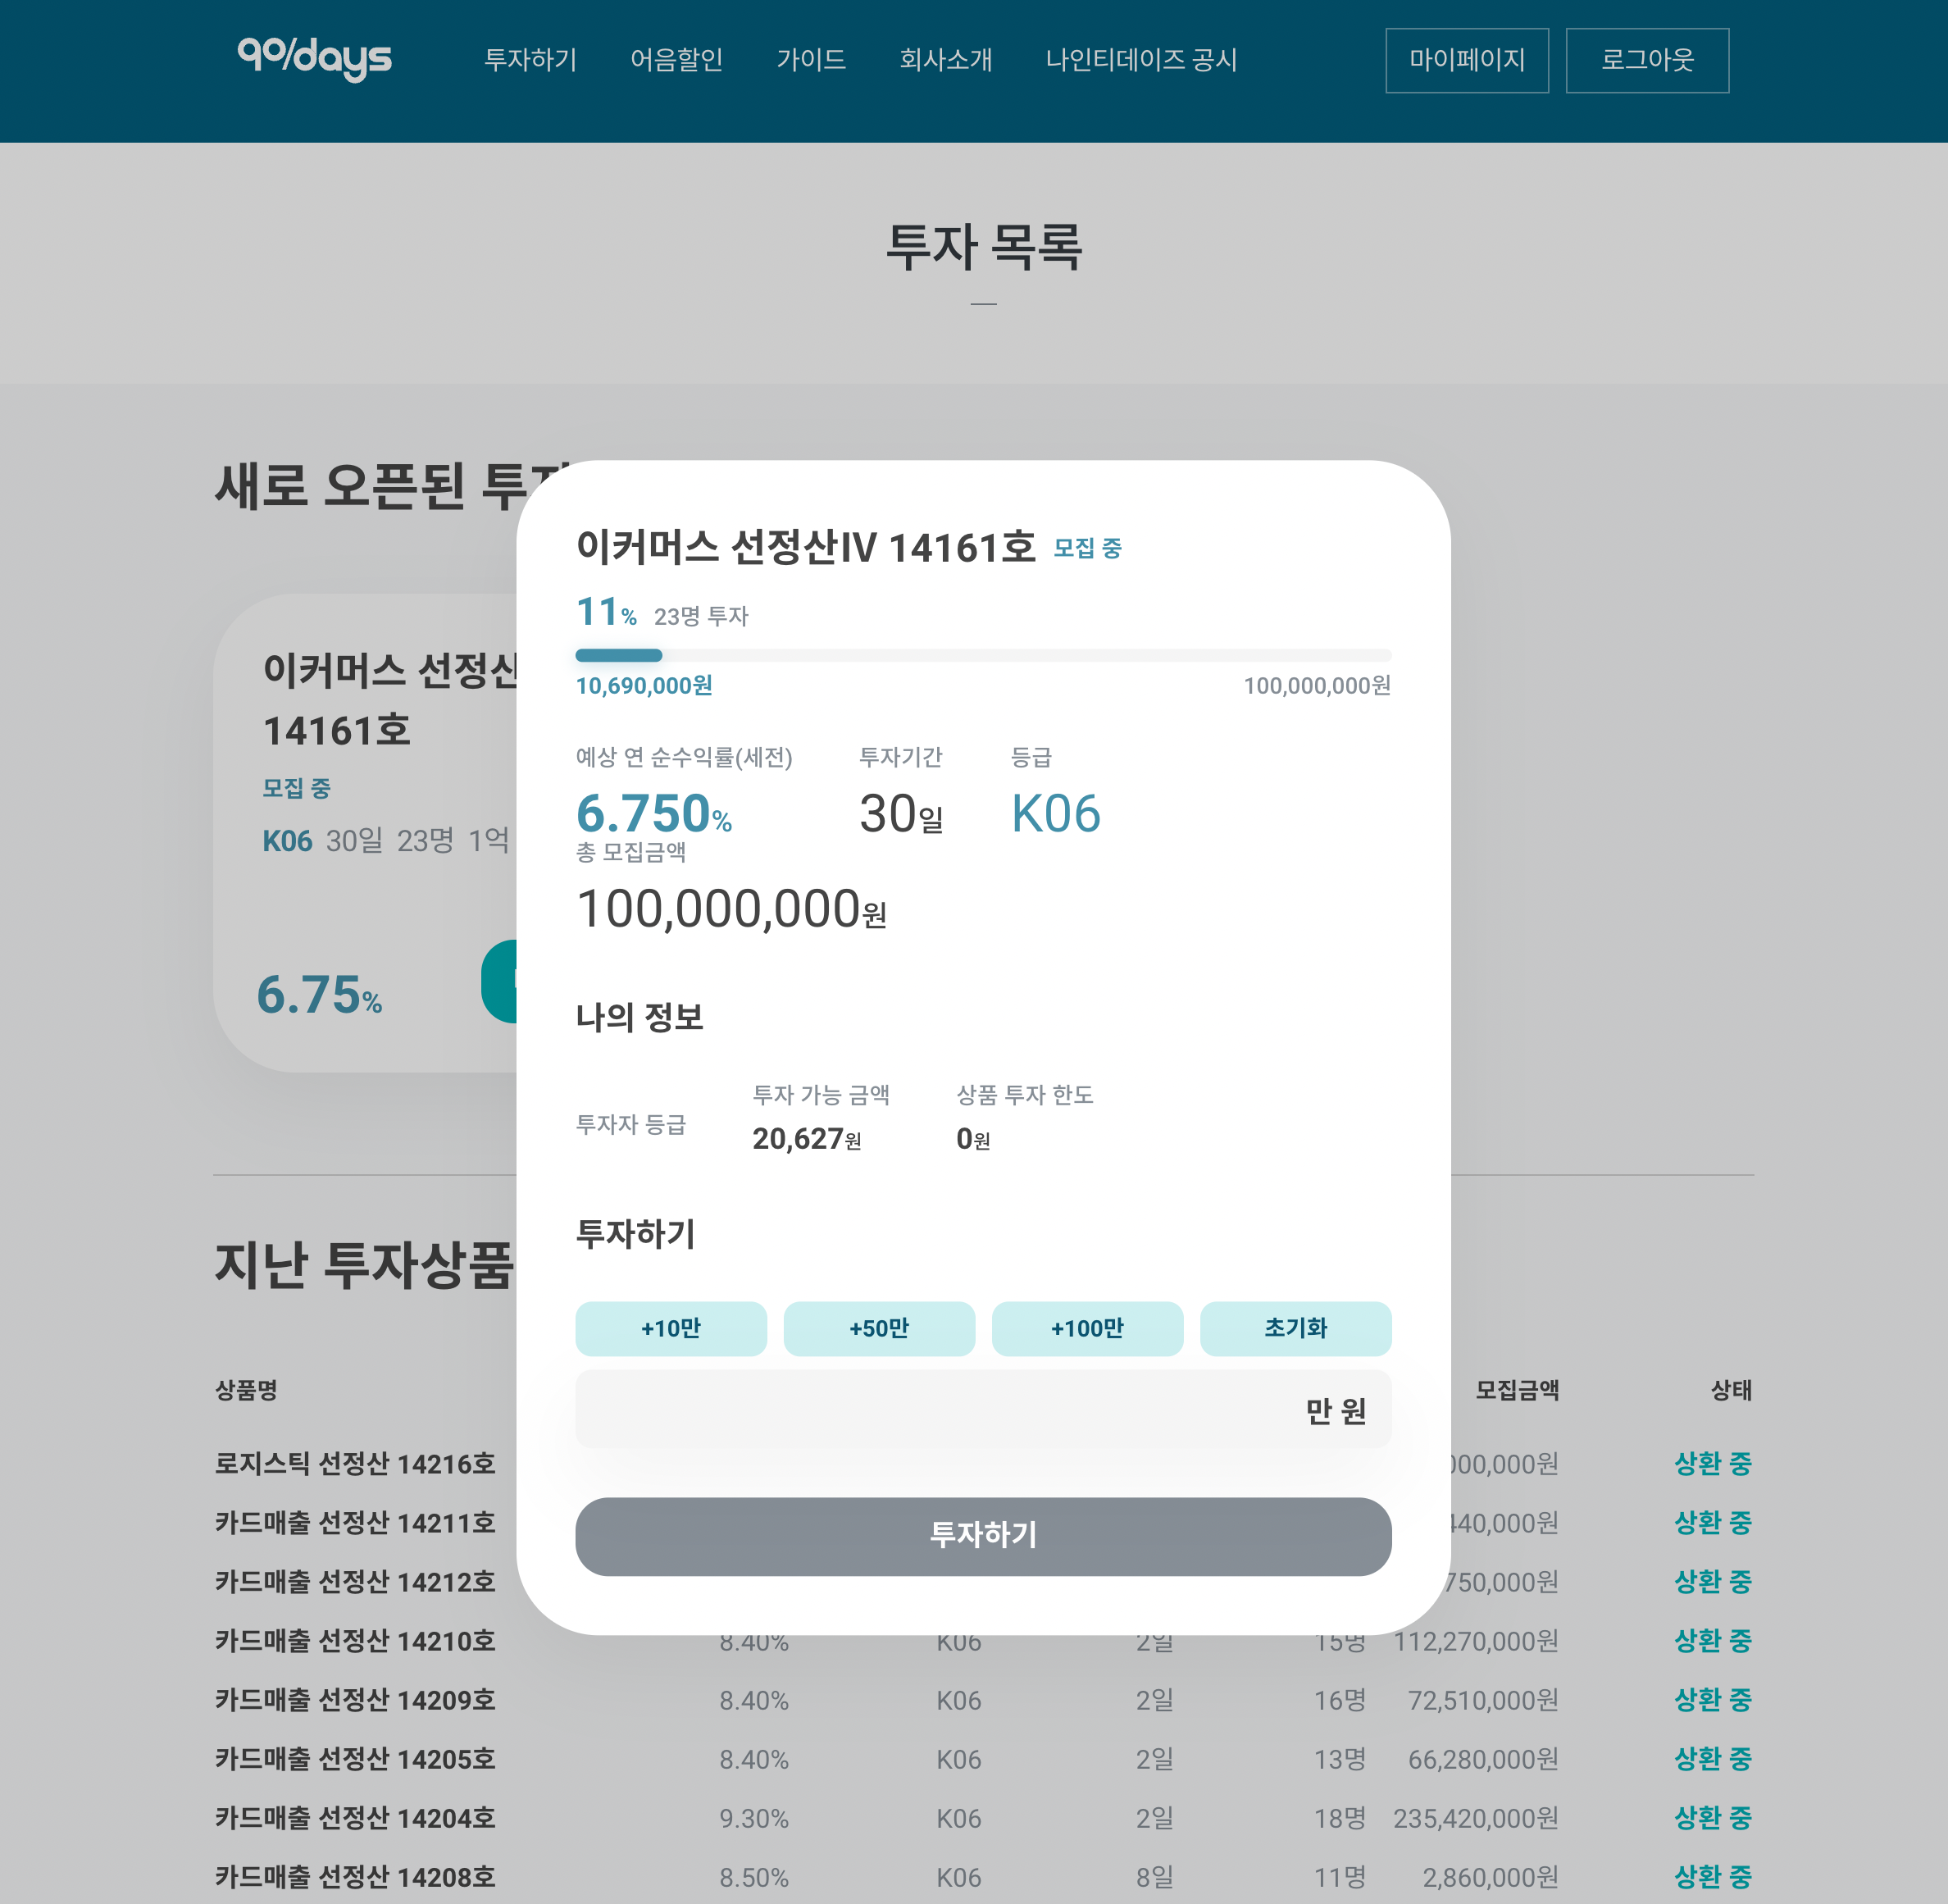 90/days 투자하기 어음할인 가이드 회사소개 나인티데이즈 공시 마이페이지 로그아웃
투자 목록
새로 오픈된
이커머스 선정산
14161호
모집 중
K06 30일 23명 1억
6.75%
이커머스 선정산IV 14161호 모집 중
11% 23명 투자
10,690,000원 100,000,000원
예상 연 순수익률(세전) 투자기간 등급
6.750% 30일 K06
총 모집금액
100,000,000원
나의 정보
투자자 등급
투자 가능 금액 상품 투자 한도
20,627원 0원
투자하기
+10만 +50만 +100만 초기화
만 원
투자하기
지난 투자상품
상품명 모집금액 상태
로지스틱 선정산 14216호 000,000원 상환 중
카드매출 선정산 14211호 440,000원 상환 중
카드매출 선정산 14212호 750,000원 상환 중
카드매출 선정산 14210호 8.40% K06 2일 15명 112,270,000원 상환 중
카드매출 선정산 14209호 8.40% K06 2일 16명 72,510,000원 상환 중
카드매출 선정산 14205호 8.40% K06 2일 13명 66,280,000원 상환 중
카드매출 선정산 14204호 9.30% K06 2일 18명 235,420,000원 상환 중
카드매출 선정산 14208호 8.50% K06 8일 11명 2,860,000원 상환 중